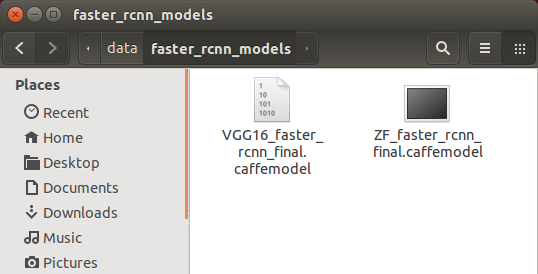 faster_rcnn_models
data
faster_rcnn_models
Places
Recent
Home
Desktop
Documents
Downloads
Music
Pictures
1
10
101
1010
VGG16_faster_
rcnn_final.
caffemodel
ZF_faster_rcnn_
final.caffemodel